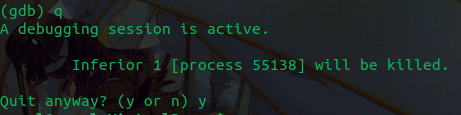 (gdb) q
A debugging session is active.
Inferior 1 [process 55138] will be killed.
Quit anyway? (y or n) y